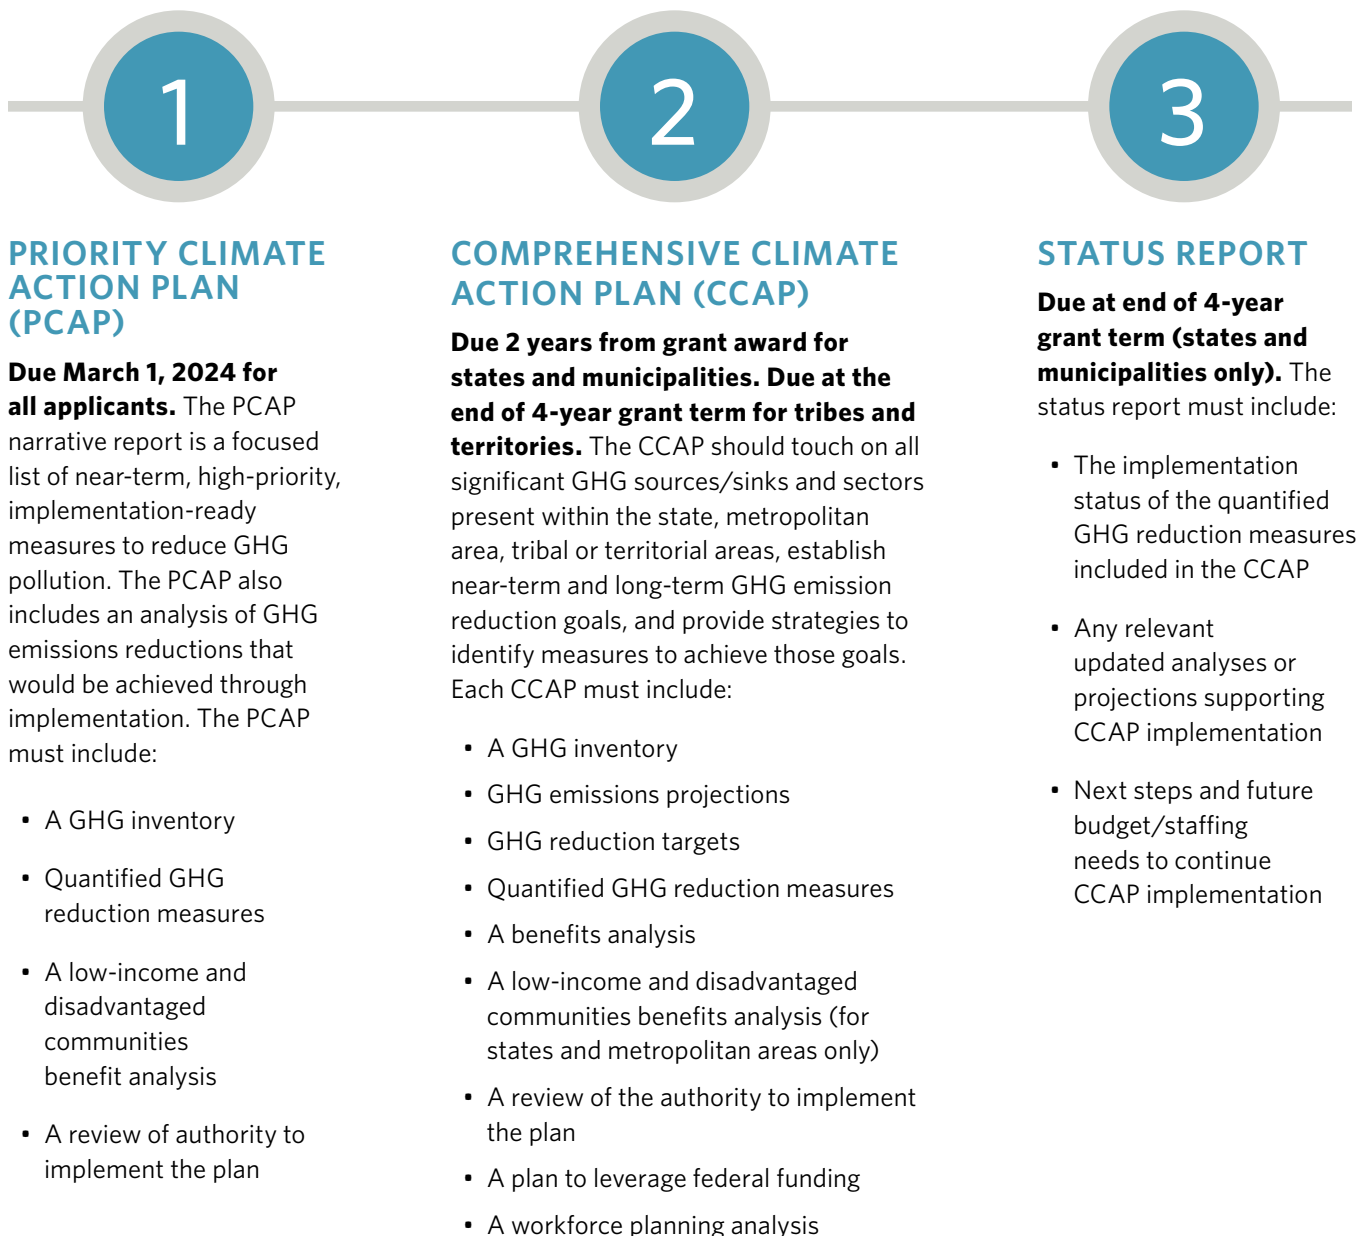 1
PRIORITY CLIMATE
ACTION PLAN
(PCAP)
Due March 1, 2024 for
all applicants. The PCAP
narrative report is a focused
list of near-term, high-priority,
implementation-ready
measures to reduce GHG
pollution. The PCAP also
includes an analysis of GHG
emissions reductions that
would be achieved through
implementation. The PCAP
must include:
• A GHG inventory
• Quantified GHG
reduction measures
• A low-income and
disadvantaged
communities
benefit analysis
• A review of authority to
implement the plan
2
COMPREHENSIVE CLIMATE
ACTION PLAN (CCAP)
Due 2 years from grant award for
states and municipalities. Due at the
end of 4-year grant term for tribes and
territories. The CCAP should touch on all
significant GHG sources/sinks and sectors
present within the state, metropolitan
area, tribal or territorial areas, establish
near-term and long-term GHG emission
reduction goals, and provide strategies to
identify measures to achieve those goals.
Each CCAP must include:
• A GHG inventory
• GHG emissions projections
• GHG reduction targets
• Quantified GHG reduction measures
• A benefits analysis
• A low-income and disadvantaged
communities benefits analysis (for
states and metropolitan areas only)
• A review of the authority to implement
the plan
• A plan to leverage federal funding
• A workforce planning analysis
3
STATUS REPORT
Due at end of 4-year
grant term (states and
municipalities only). The
status report must include:
• The implementation
status of the quantified
GHG reduction measures
included in the CCAP
• Any relevant
updated analyses or
projections supporting
CCAP implementation
• Next steps and future
budget/staffing
needs to continue
CCAP implementation